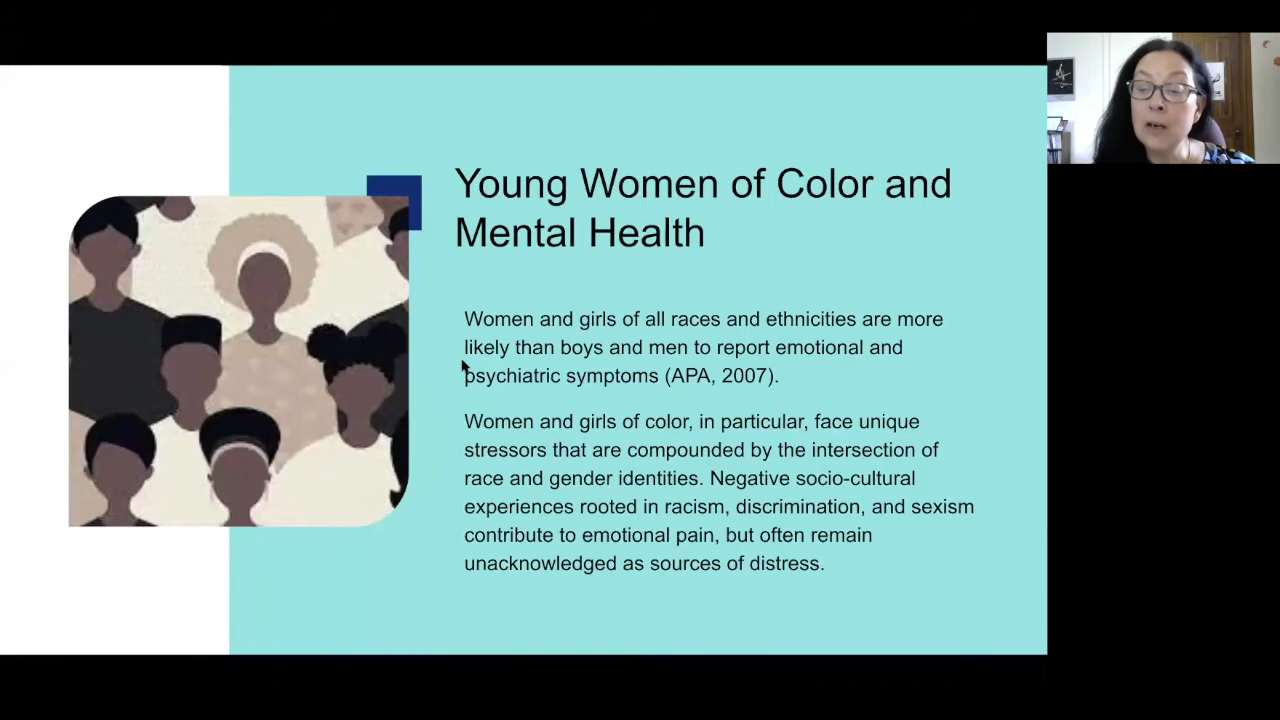 Young Women of Color and
Mental Health
Women and girls of all races and ethnicities are more
likely than boys and men to report emotional and
psychiatric symptoms (APA, 2007).
Women and girls of color, in particular, face unique
stressors that are compounded by the intersection of
race and gender identities. Negative socio-cultural
experiences rooted in racism, discrimination, and sexism
contribute to emotional pain, but often remain
unacknowledged as sources of distress.